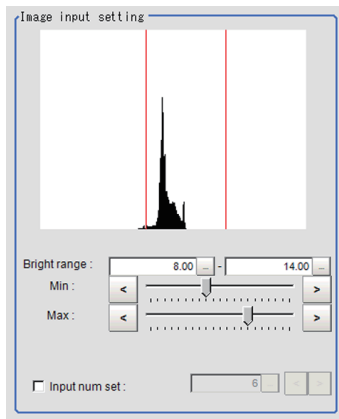 Image input setting
Bright range : 8.00 ... - 14.00 ...
Min : < >
Max : < >
Input num set : 6 ... < >